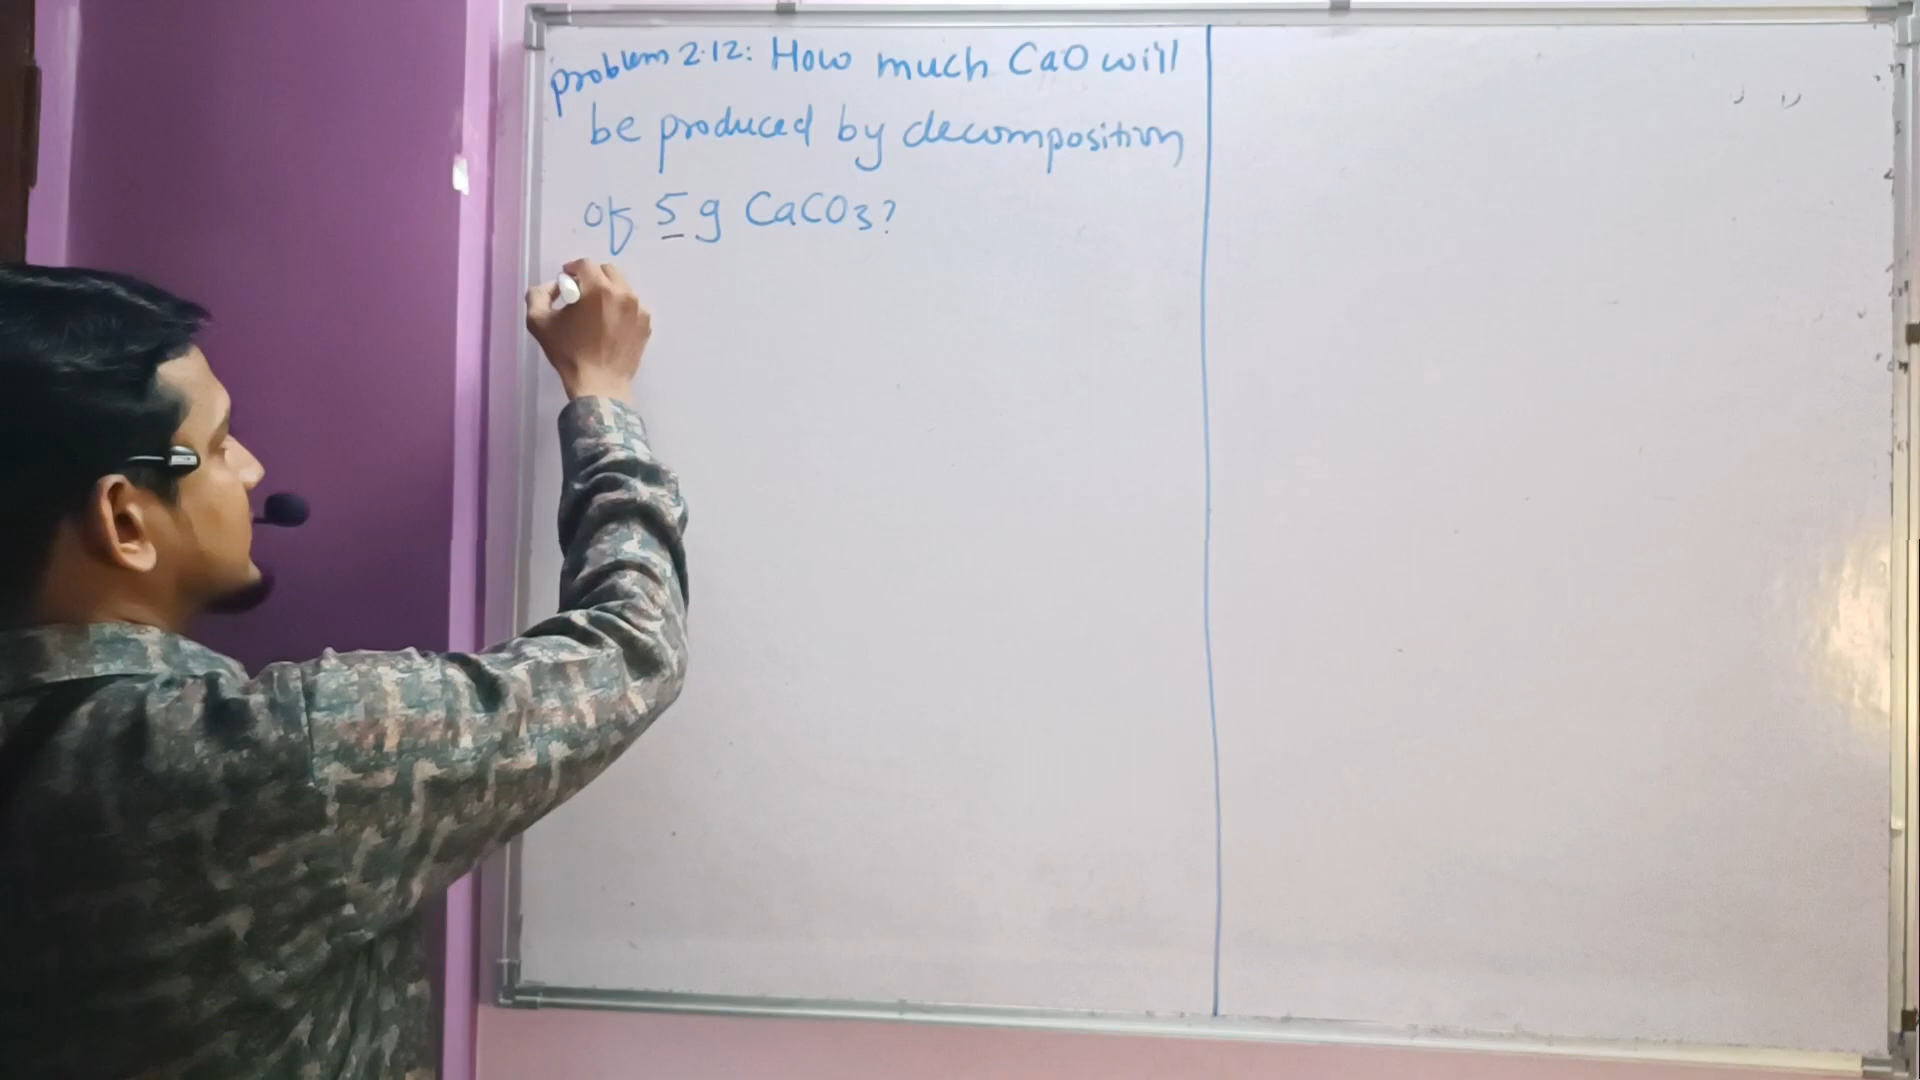 problem 2.12: How much CaO will
be produced by decomposition
of 5 g CaCO3?